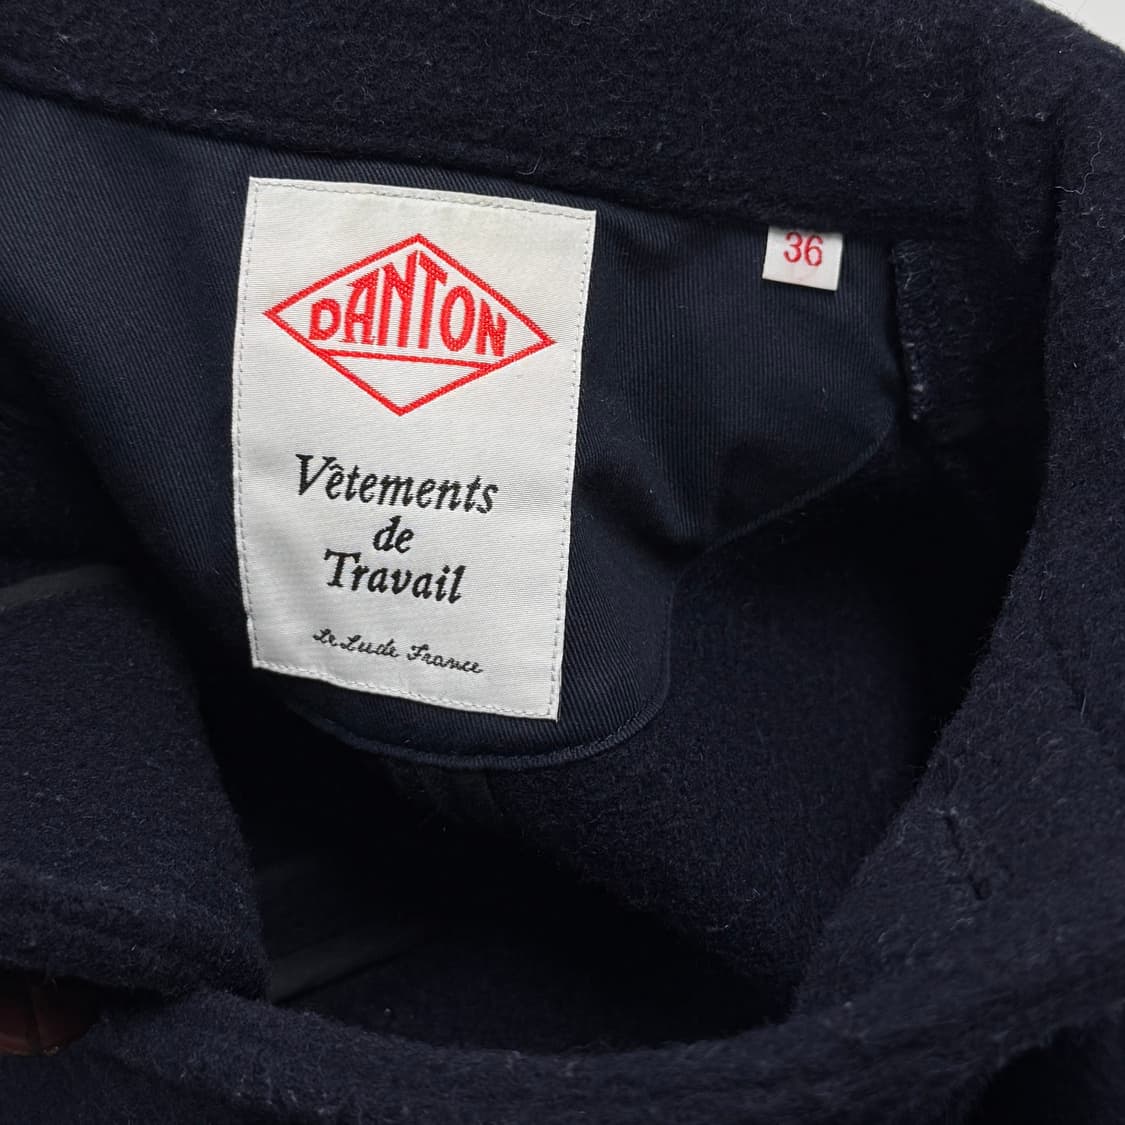 DANTON
36
Vêtements
de
Travail
Le Lude France